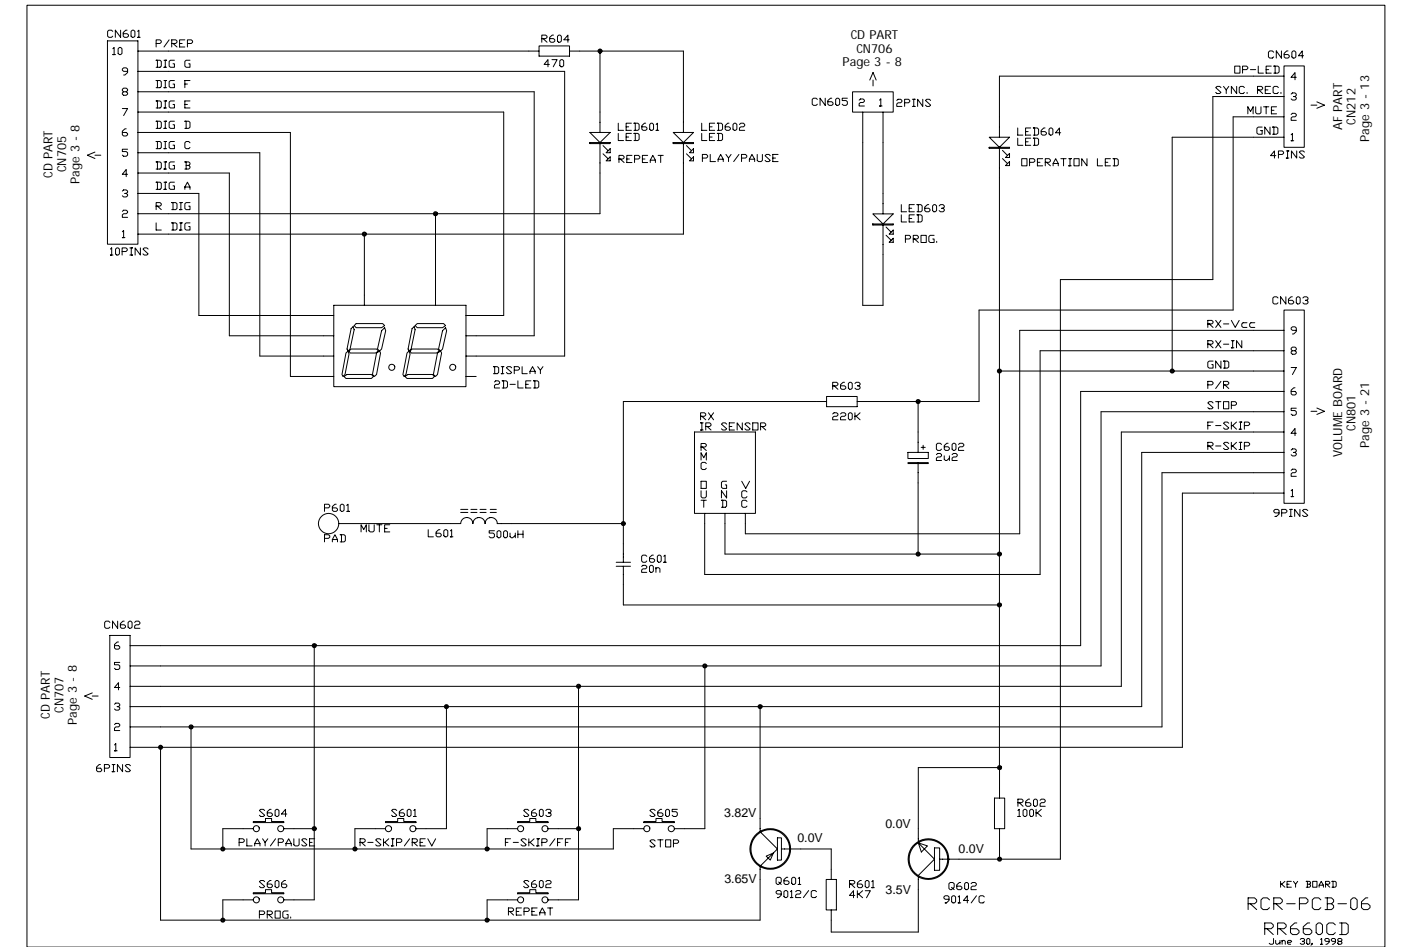 CN601
10 P/REP
9 DIG G
8 DIG F
7 DIG E
6 DIG D
5 DIG C
4 DIG B
3 DIG A
2 R DIG
1 L DIG
10PINS
CD PART
CN705
Page 3 - 8
R604
470
LED601
LED
REPEAT
LED602
LED
PLAY/PAUSE
DISPLAY
2D-LED
CD PART
CN706
Page 3 - 8
CN605 2 1 2PINS
LED603
LED
PROG.
LED604
LED
OPERATION LED
CN604
OP-LED 4
SYNC. REC. 3
MUTE 2
GND 1
4PINS
AF PART
CN212
Page 3 - 13
CN603
RX-Vcc 9
RX-IN 8
GND 7
P/R 6
STOP 5
F-SKIP 4
R-SKIP 3
2
1
9PINS
VOLUME BOARD
CN801
Page 3 - 21
R603
220K
RX
IR SENSOR
RMC OUT
GND
VCC
+
C602
2u2
P601
PAD
MUTE
L601
500uH
C601
20n
CN602
6
5
4
3
2
1
6PINS
CD PART
CN707
Page 3 - 8
S604
PLAY/PAUSE
S601
R-SKIP/REV
S603
F-SKIP/FF
S605
STOP
S606
PROG.
S602
REPEAT
3.82V
0.0V
3.65V
Q601
9012/C
R601
4K7
0.0V
0.0V
3.5V
Q602
9014/C
R602
100K
KEY BOARD
RCR-PCB-06
RR660CD
June 30, 1998